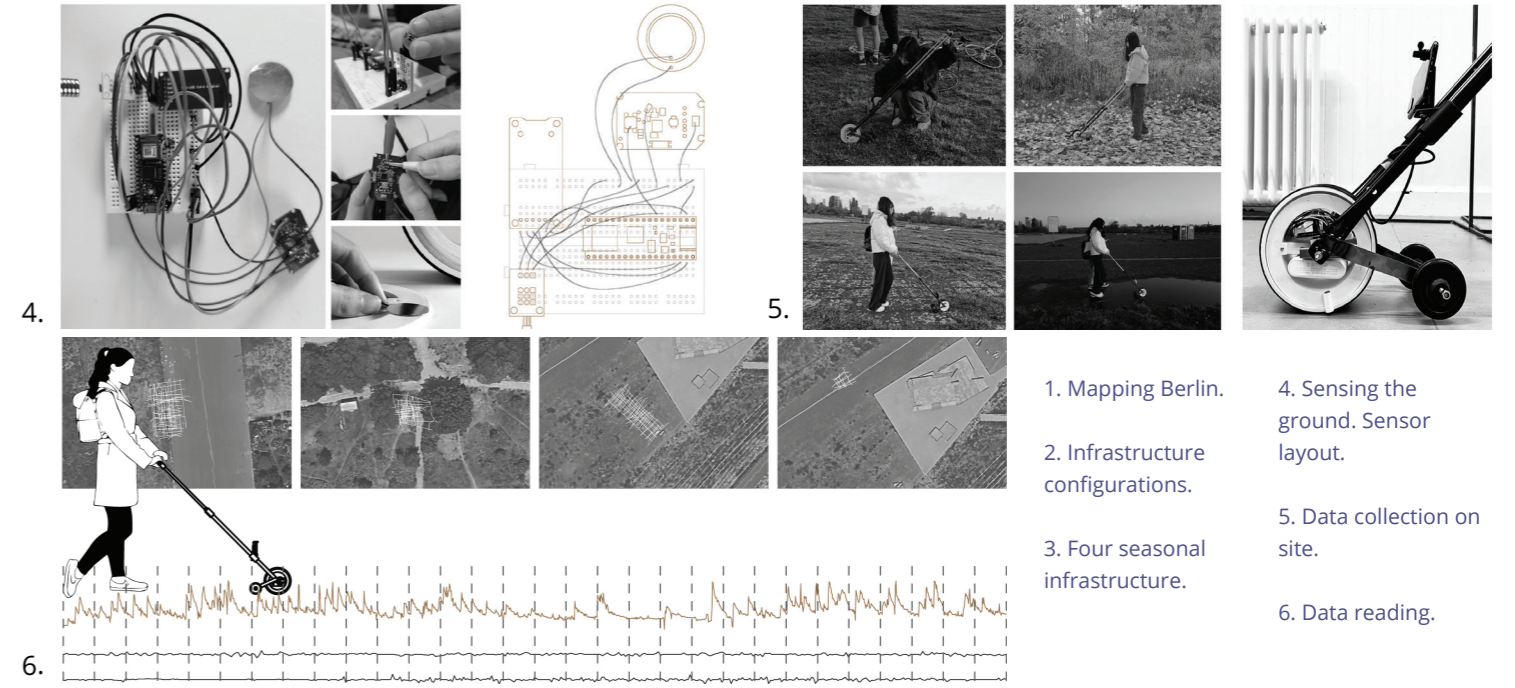 4.
5.
1. Mapping Berlin.
2. Infrastructure
configurations.
3. Four seasonal
infrastructure.
4. Sensing the
ground. Sensor
layout.
5. Data collection on
site.
6. Data reading.
6.